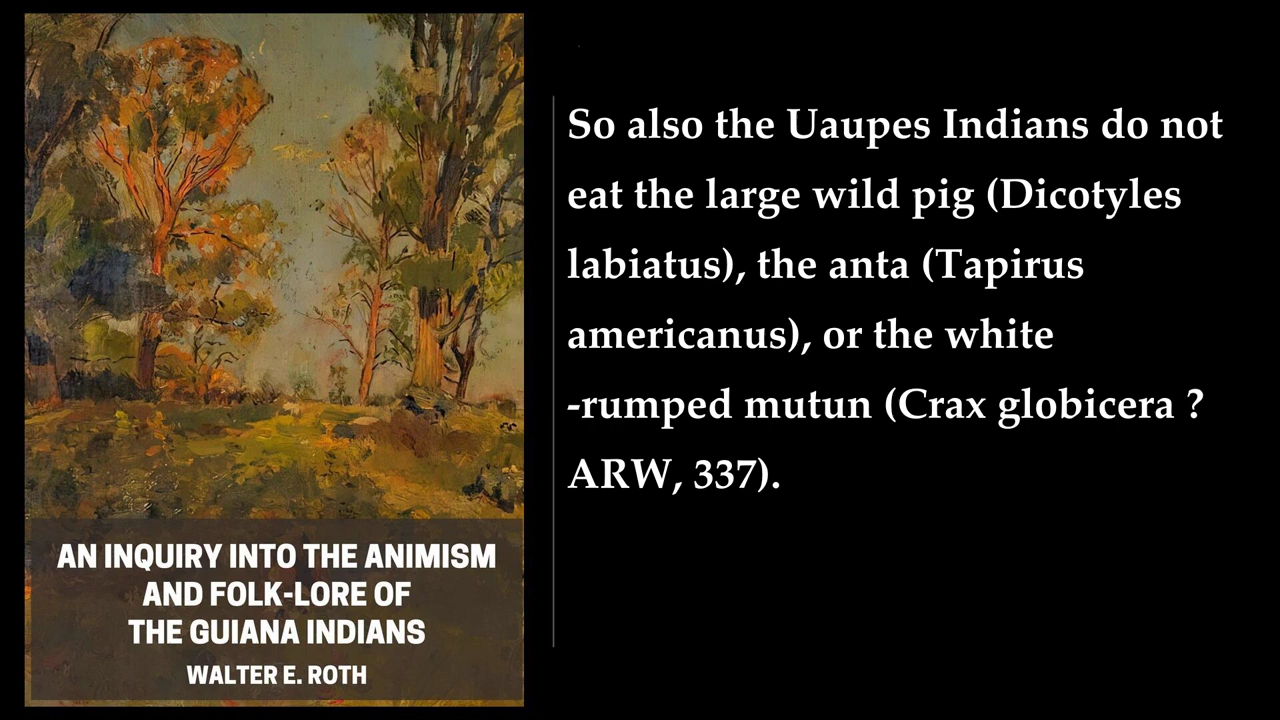 So also the Uaupes Indians do not
eat the large wild pig (Dicotyles
labiatus), the anta (Tapirus
americanus), or the white
-rumped mutun (Crax globicera ?
ARW, 337).
AN INQUIRY INTO THE ANIMISM
AND FOLK-LORE OF
THE GUIANA INDIANS
WALTER E. ROTH